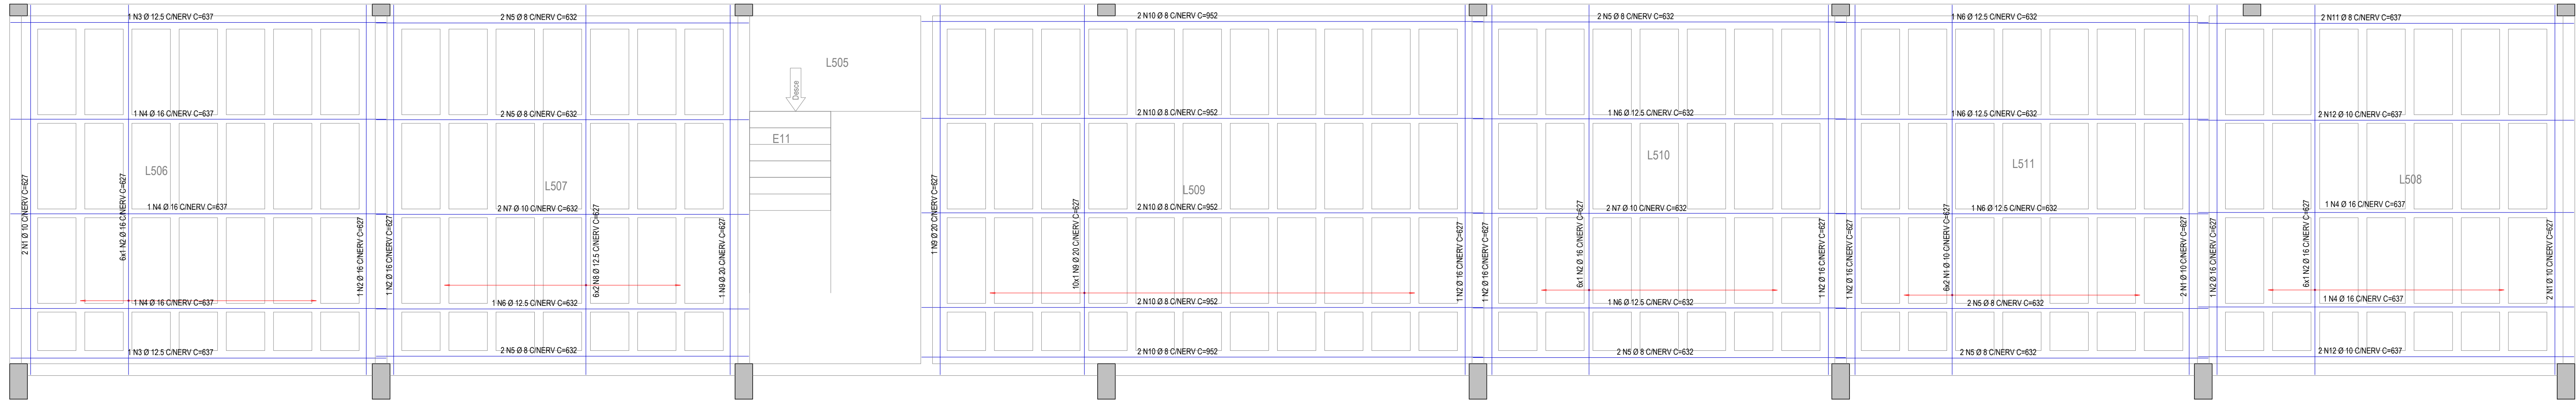 1 N3 Ø 12.5 C/NERV C=637
2 N5 Ø 8 C/NERV C=632
2 N10 Ø 8 C/NERV C=952
2 N5 Ø 8 C/NERV C=632
1 N6 Ø 12.5 C/NERV C=632
2 N11 Ø 8 C/NERV C=637
L505
Desce
1 N4 Ø 16 C/NERV C=637
2 N5 Ø 8 C/NERV C=632
2 N10 Ø 8 C/NERV C=952
1 N6 Ø 12.5 C/NERV C=632
1 N6 Ø 12.5 C/NERV C=632
2 N12 Ø 10 C/NERV C=637
E11
L506
L507
L509
L510
L511
L508
1 N4 Ø 16 C/NERV C=637
2 N7 Ø 10 C/NERV C=632
2 N10 Ø 8 C/NERV C=952
2 N7 Ø 10 C/NERV C=632
1 N6 Ø 12.5 C/NERV C=632
1 N4 Ø 16 C/NERV C=637
2 N1 Ø 10 C/NERV C=627
6x1 N2 Ø 16 C/NERV C=627
1 N2 Ø 16 C/NERV C=627
1 N2 Ø 16 C/NERV C=627
6x2 N8 Ø 12.5 C/NERV C=627
1 N9 Ø 20 C/NERV C=627
1 N9 Ø 20 C/NERV C=627
10x1 N9 Ø 20 C/NERV C=627
1 N2 Ø 16 C/NERV C=627
1 N2 Ø 16 C/NERV C=627
6x1 N2 Ø 16 C/NERV C=627
1 N2 Ø 16 C/NERV C=627
1 N2 Ø 16 C/NERV C=627
6x2 N1 Ø 10 C/NERV C=627
2 N1 Ø 10 C/NERV C=627
1 N2 Ø 16 C/NERV C=627
6x1 N2 Ø 16 C/NERV C=627
2 N1 Ø 10 C/NERV C=627
1 N4 Ø 16 C/NERV C=637
1 N6 Ø 12.5 C/NERV C=632
2 N10 Ø 8 C/NERV C=952
1 N6 Ø 12.5 C/NERV C=632
2 N5 Ø 8 C/NERV C=632
1 N4 Ø 16 C/NERV C=637
1 N3 Ø 12.5 C/NERV C=637
2 N5 Ø 8 C/NERV C=632
2 N10 Ø 8 C/NERV C=952
2 N5 Ø 8 C/NERV C=632
2 N5 Ø 8 C/NERV C=632
2 N12 Ø 10 C/NERV C=637